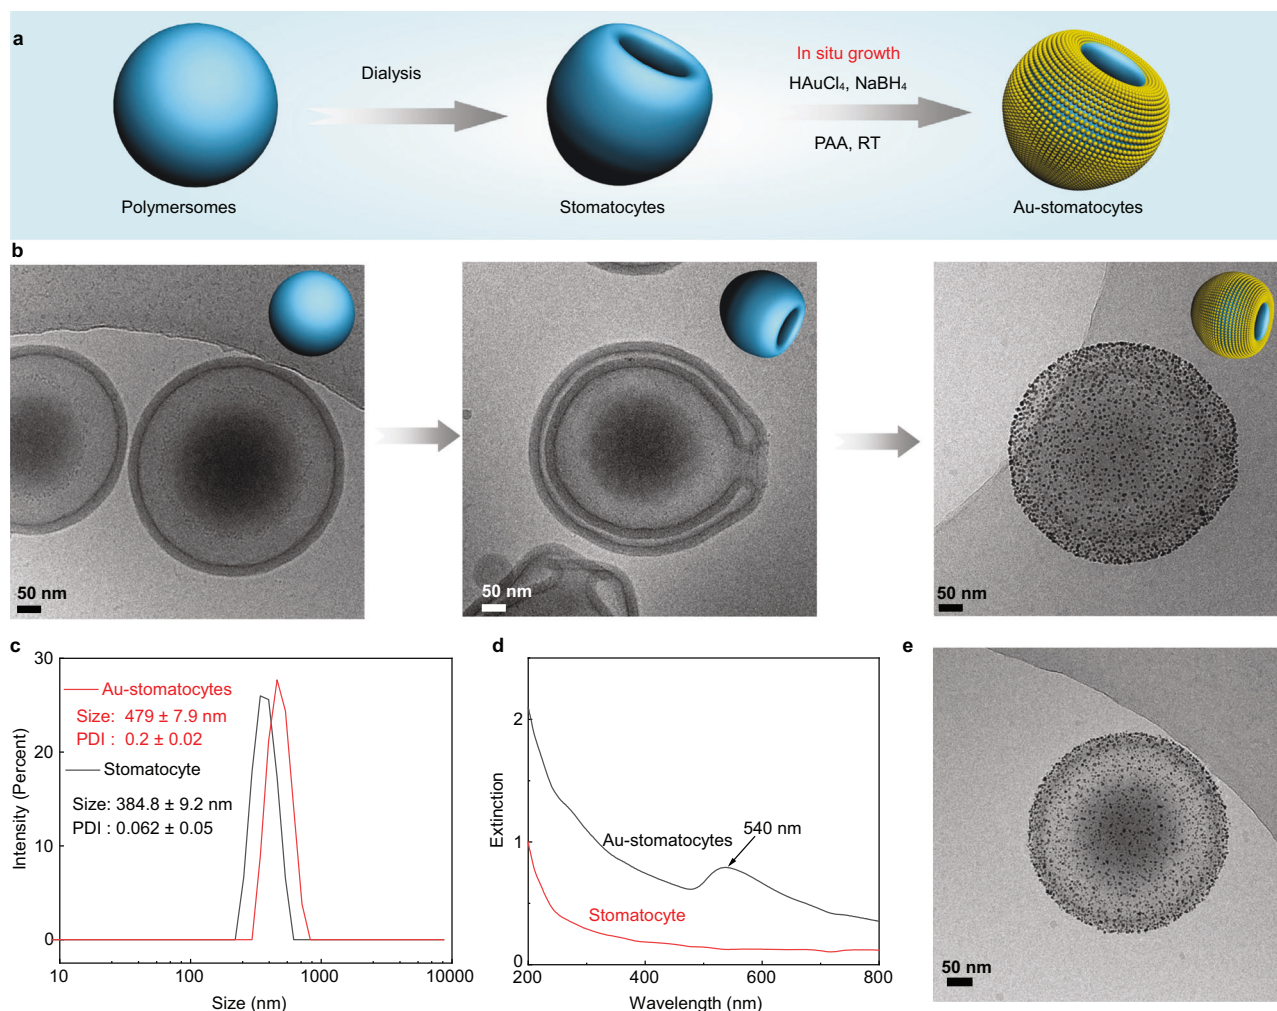 a
Dialysis
In situ growth
HAuCl₄, NaBH₄
PAA, RT
Polymersomes
Stomatocytes
Au-stomatocytes
b
50 nm
50 nm
50 nm
c
30
20
10
0
Intensity (Percent)
Au-stomatocytes
Size: 479 ± 7.9 nm
PDI : 0.2 ± 0.02
Stomatocyte
Size: 384.8 ± 9.2 nm
PDI : 0.062 ± 0.05
10
100
1000
10000
Size (nm)
d
2
1
0
Extinction
540 nm
Au-stomatocytes
Stomatocyte
200
400
600
800
Wavelength (nm)
e
50 nm